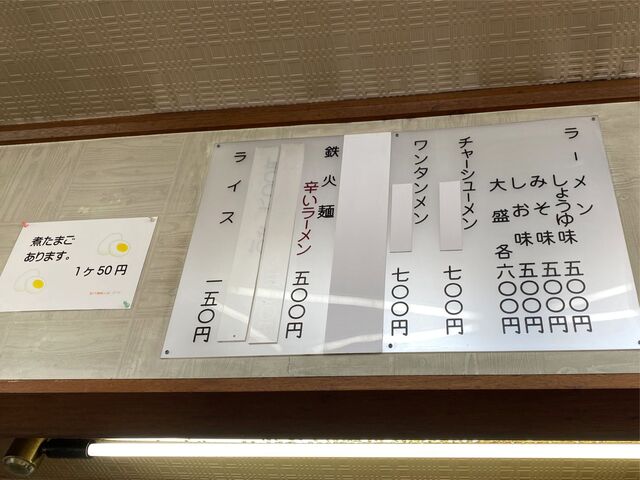 ラーメン
しょうゆ味 五〇〇円
みそ味 五〇〇円
しお味 五〇〇円
大盛 各六〇〇円
チャーシューメン 七〇〇円
ワンタンメン 七〇〇円
鉄火麺
辛いラーメン 五〇〇円
ライス 一五〇円
煮たまご
あります。
1ヶ50円